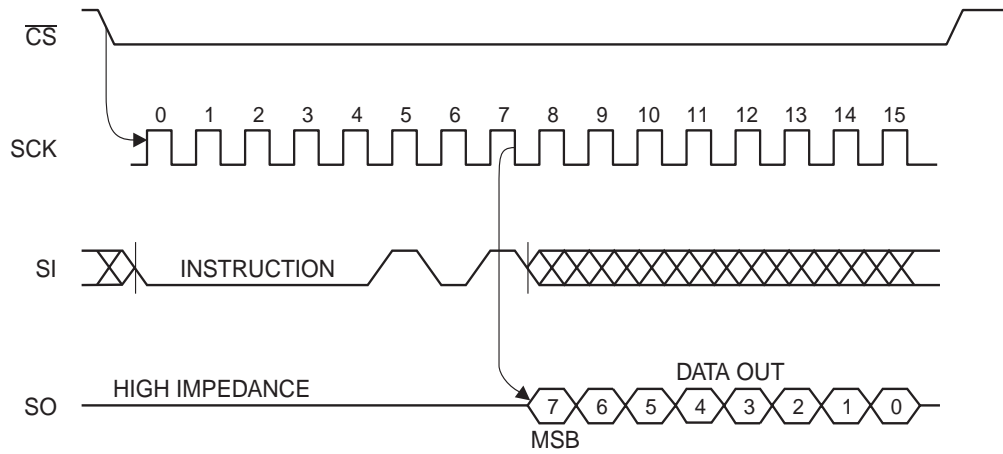 CS
0 1 2 3 4 5 6 7 8 9 10 11 12 13 14 15
SCK
SI INSTRUCTION
HIGH IMPEDANCE DATA OUT
SO 7 6 5 4 3 2 1 0
MSB